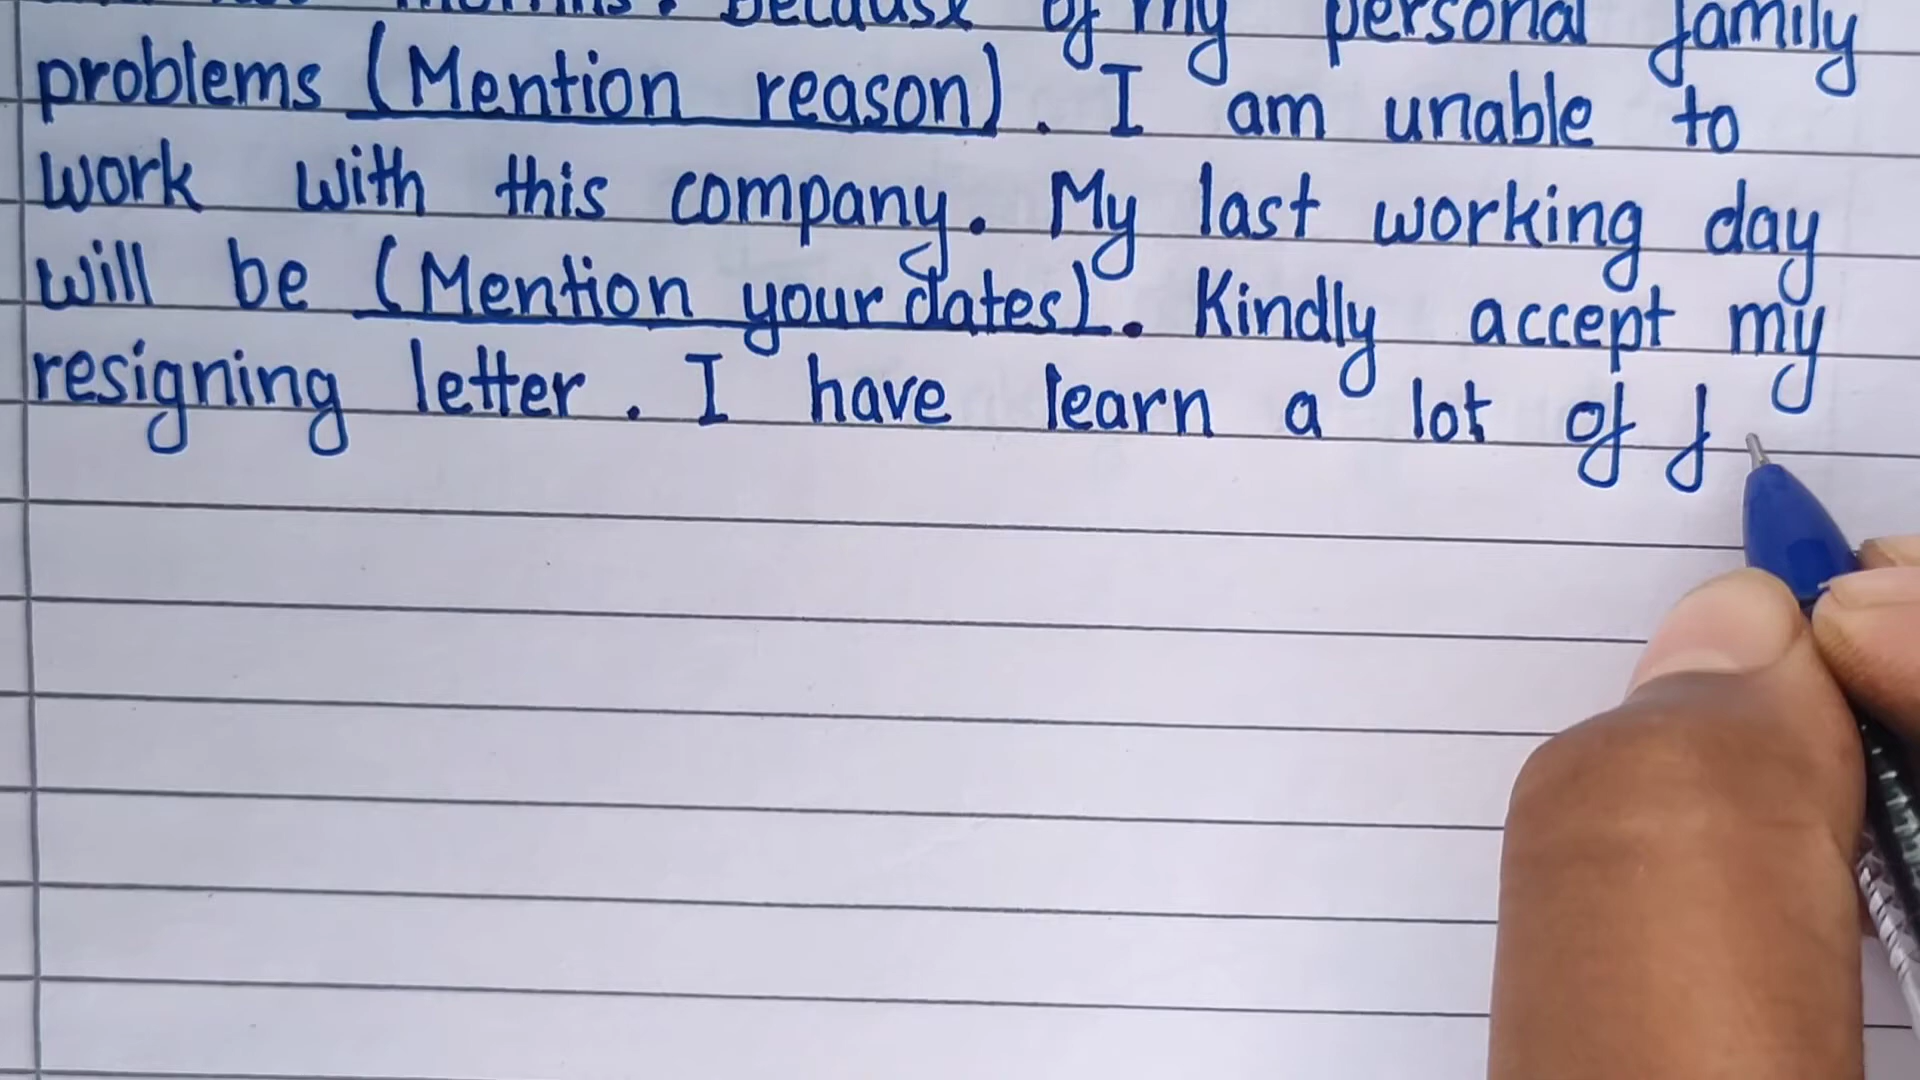 months. Because of my personal family
problems (Mention reason). I am unable to
work with this company. My last working day
will be (Mention your dates). Kindly accept my
resigning letter. I have learn a lot of f